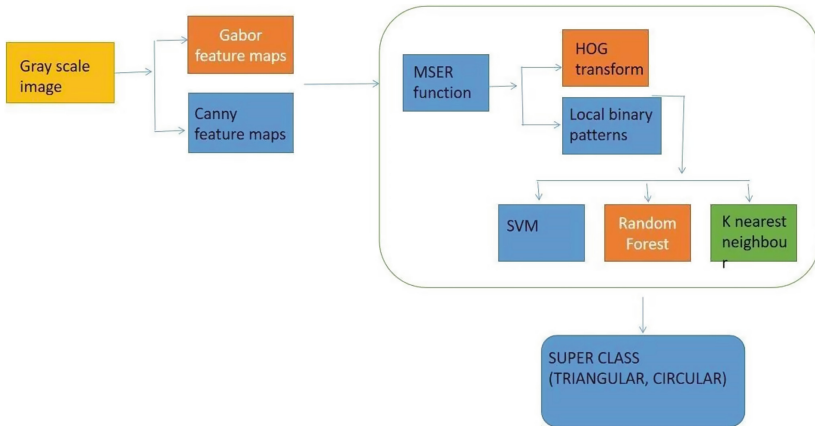 Gray scale
image
Gabor
feature maps
Canny
feature maps
MSER
function
HOG
transform
Local binary
patterns
SVM
Random
Forest
K nearest
neighbou
r
SUPER CLASS
(TRIANGULAR, CIRCULAR)